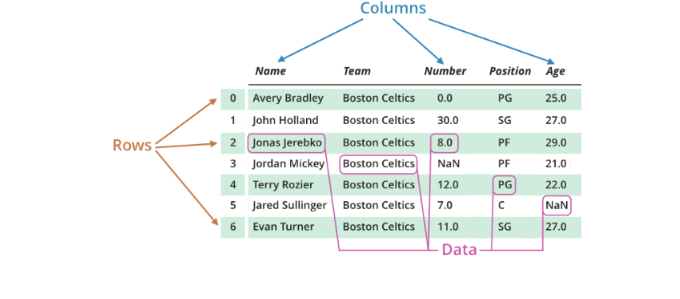 Columns
Name Team Number Position Age
0 Avery Bradley Boston Celtics 0.0 PG 25.0
1 John Holland Boston Celtics 30.0 SG 27.0
Rows 2 Jonas Jerebko Boston Celtics 8.0 PF 29.0
3 Jordan Mickey Boston Celtics NaN PF 21.0
4 Terry Rozier Boston Celtics 12.0 PG 22.0
5 Jared Sullinger Boston Celtics 7.0 C NaN
6 Evan Turner Boston Celtics 11.0 SG 27.0
Data